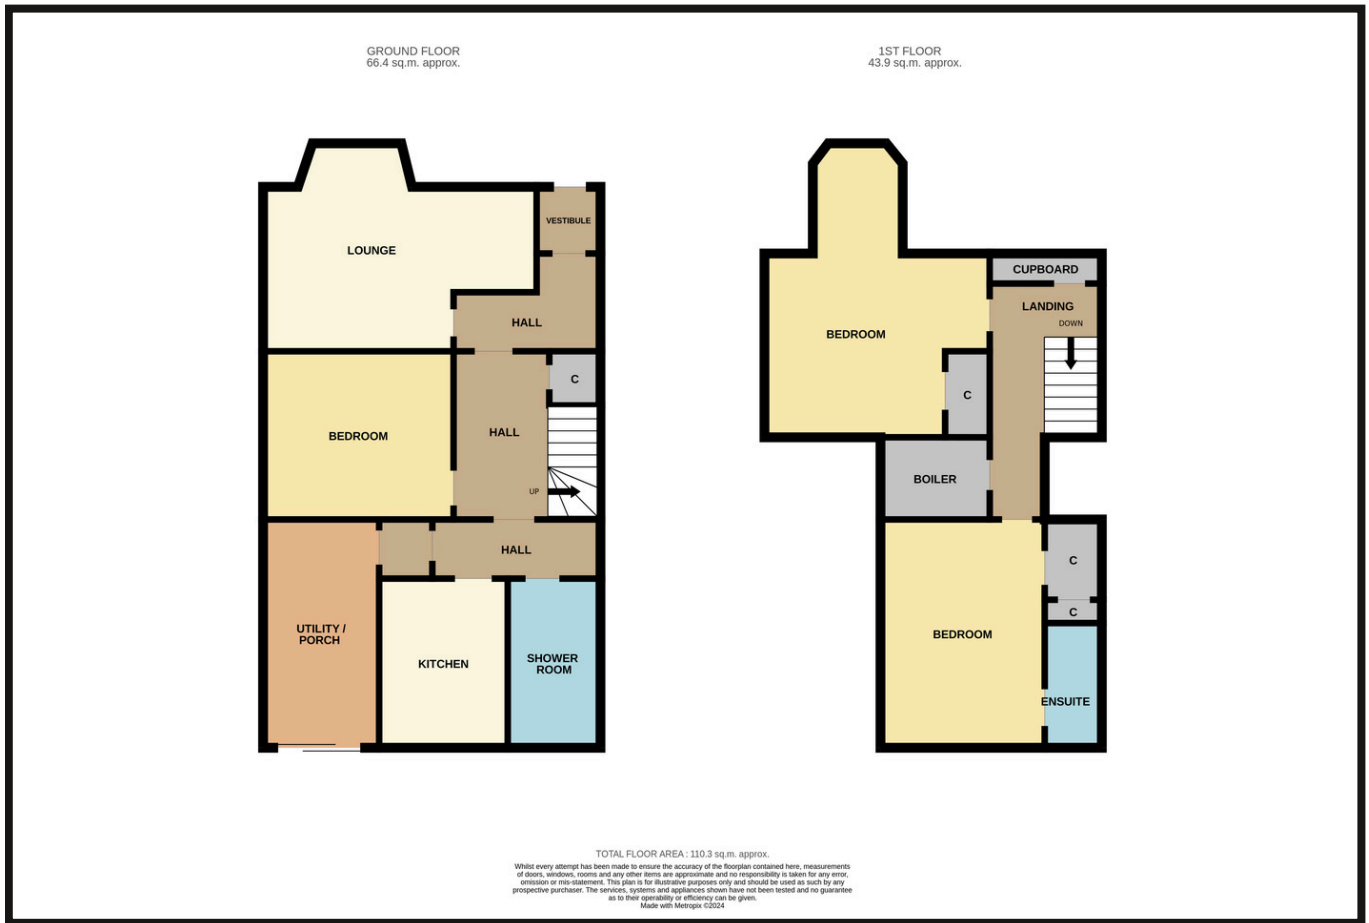 GROUND FLOOR
66.4 sq.m. approx.
1ST FLOOR
43.9 sq.m. approx.
LOUNGE
VESTIBULE
HALL
C
BEDROOM
HALL
UP
HALL
UTILITY /
PORCH
KITCHEN
SHOWER
ROOM
CUPBOARD
LANDING
DOWN
BEDROOM
C
BOILER
C
C
BEDROOM
ENSUITE
TOTAL FLOOR AREA : 110.3 sq.m. approx.
Whilst every attempt has been made to ensure the accuracy of the floorplan contained here, measurements
of doors, windows, rooms and any other items are approximate and no responsibility is taken for any error,
omission or mis-statement. This plan is for illustrative purposes only and should be used as such by any
prospective purchaser. The services, systems and appliances shown have not been tested and no guarantee
as to their operability or efficiency can be given.
Made with Metropix ©2024